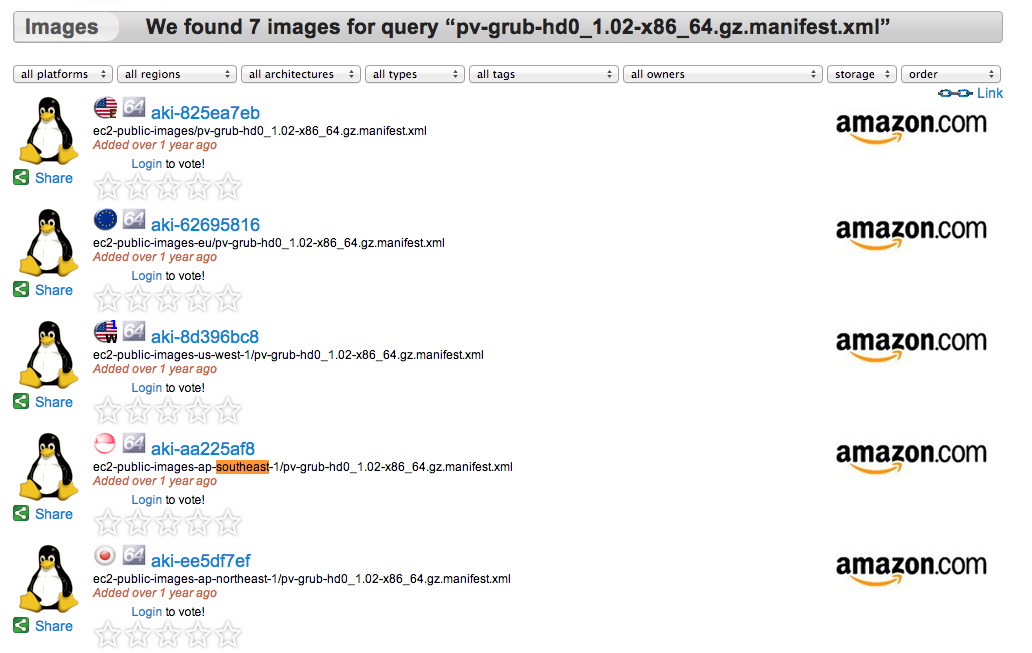 Images We found 7 images for query “pv-grub-hd0_1.02-x86_64.gz.manifest.xml”
all platforms all regions all architectures all types all tags all owners storage order
Link
64 aki-825ea7eb
amazon.com
ec2-public-images/pv-grub-hd0_1.02-x86_64.gz.manifest.xml
Added over 1 year ago
Login to vote!
Share
64 aki-62695816
amazon.com
ec2-public-images-eu/pv-grub-hd0_1.02-x86_64.gz.manifest.xml
Added over 1 year ago
Login to vote!
Share
1 W 64 aki-8d396bc8
amazon.com
ec2-public-images-us-west-1/pv-grub-hd0_1.02-x86_64.gz.manifest.xml
Added over 1 year ago
Login to vote!
Share
64 aki-aa225af8
amazon.com
ec2-public-images-ap-southeast-1/pv-grub-hd0_1.02-x86_64.gz.manifest.xml
Added over 1 year ago
Login to vote!
Share
64 aki-ee5df7ef
amazon.com
ec2-public-images-ap-northeast-1/pv-grub-hd0_1.02-x86_64.gz.manifest.xml
Added over 1 year ago
Login to vote!
Share